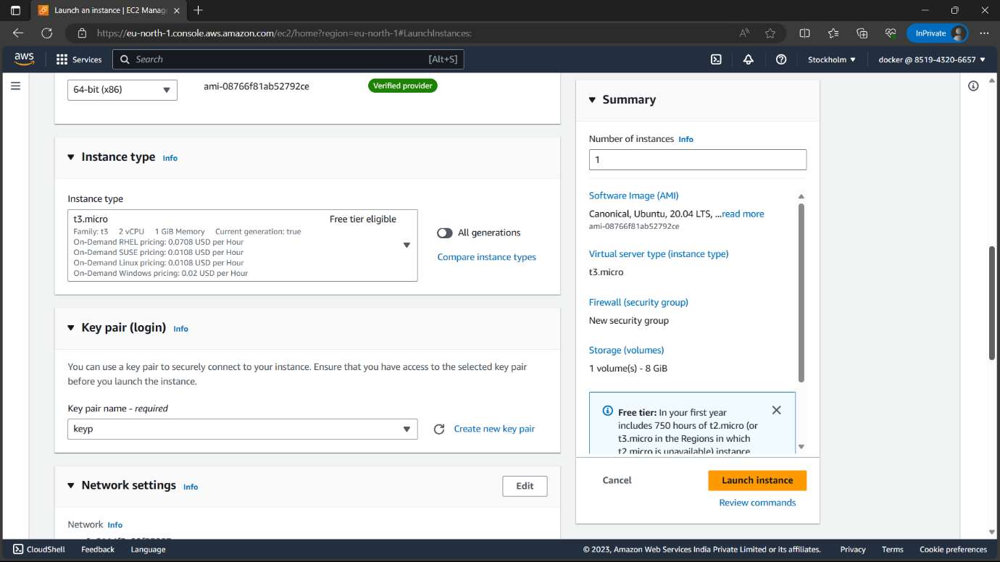 Launch an instance | EC2 Manag
https://eu-north-1.console.aws.amazon.com/ec2/home?region=eu-north-1#LaunchInstances:
InPrivate
aws
Services
Search
[Alt+S]
Stockholm
docker @ 8519-4320-6657
64-bit (x86)
ami-08766f81ab52792ce
Verified provider
Instance type Info
Instance type
t3.micro
Free tier eligible
Family: t3 2 vCPU 1 GiB Memory Current generation: true
On-Demand RHEL pricing: 0.0708 USD per Hour
On-Demand SUSE pricing: 0.0108 USD per Hour
On-Demand Linux pricing: 0.0108 USD per Hour
On-Demand Windows pricing: 0.02 USD per Hour
All generations
Compare instance types
Key pair (login) Info
You can use a key pair to securely connect to your instance. Ensure that you have access to the selected key pair
before you launch the instance.
Key pair name - required
keyp
Create new key pair
Network settings Info
Edit
Network Info
Summary
Number of instances Info
1
Software Image (AMI)
Canonical, Ubuntu, 20.04 LTS, ...read more
ami-08766f81ab52792ce
Virtual server type (instance type)
t3.micro
Firewall (security group)
New security group
Storage (volumes)
1 volume(s) - 8 GiB
Free tier: In your first year
includes 750 hours of t2.micro (or
t3.micro in the Regions in which
t2.micro is unavailable) instance
Cancel
Launch instance
Review commands
CloudShell
Feedback
Language
© 2023, Amazon Web Services India Private Limited or its affiliates.
Privacy
Terms
Cookie preferences